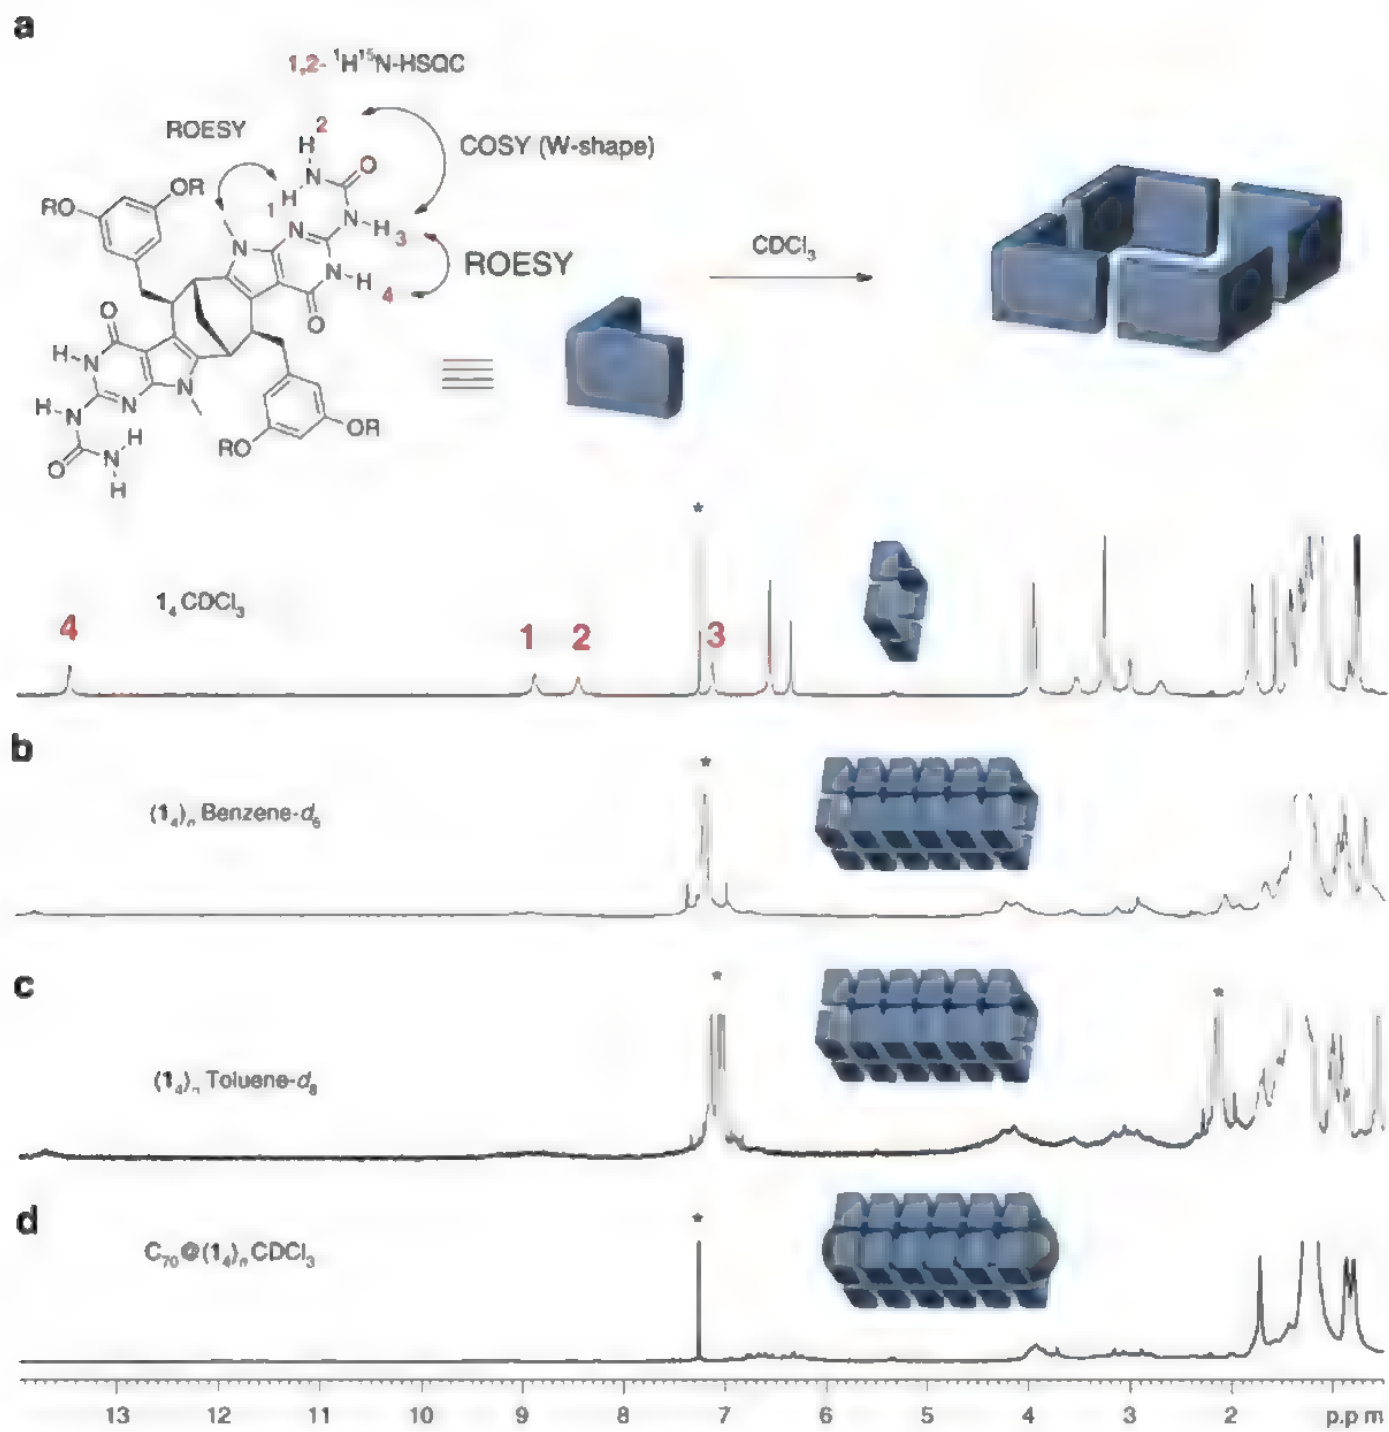 a
1,2- ¹H¹⁵N-HSQC
ROESY
2
H
COSY (W-shape)
N
O
H
1
OR
RO
N
N
N
H
3
CDCl₃
ROESY
N
H
4
O
O
H
N
H
N
N
N
H
O
N
H
OR
RO
*
1₄ CDCl₃
4
1
2
3
b
*
(1₄)ₙ Benzene-d₆
c
*
*
(1₄)ₙ Toluene-d₈
d
*
C₇₀@(1₄)ₙ CDCl₃
13 12 11 10 9 8 7 6 5 4 3 2 p.p m